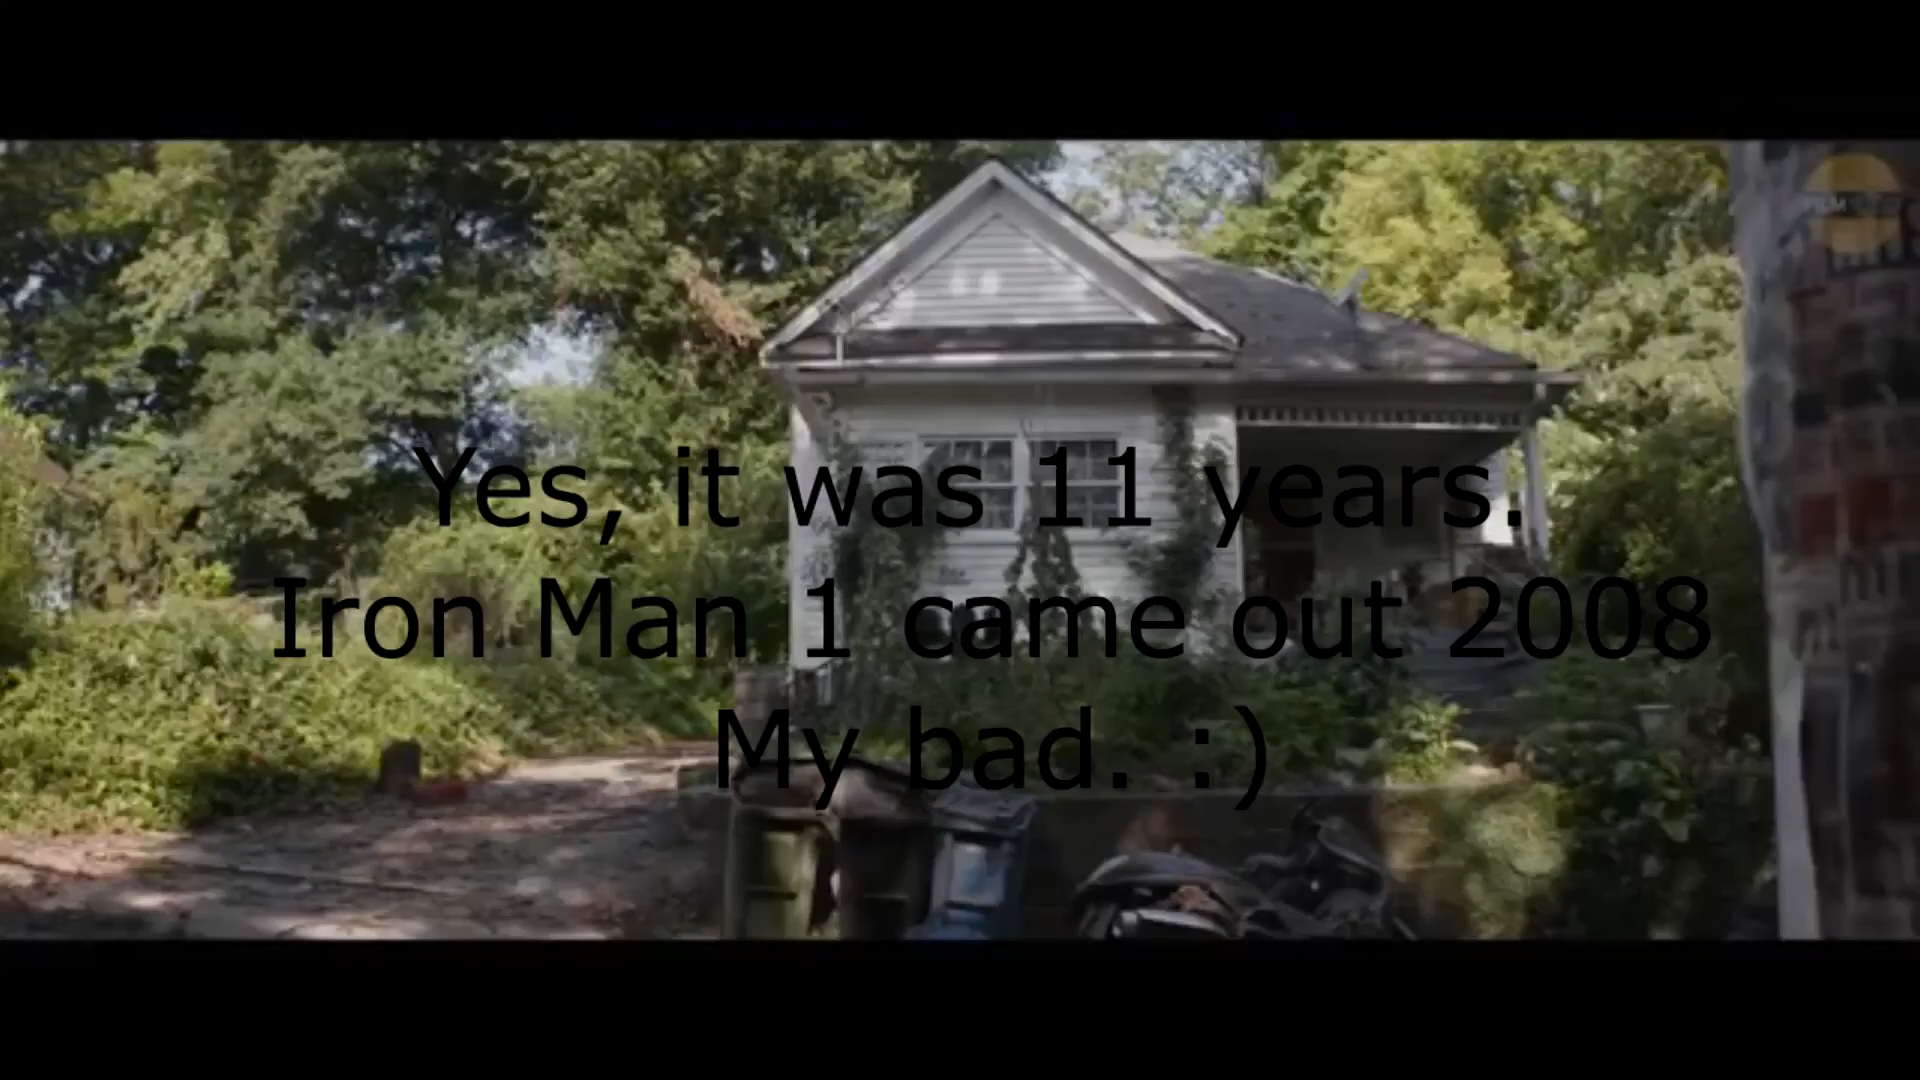 Yes, it was 11 years.
Iron Man 1 came out 2008
My bad. :)